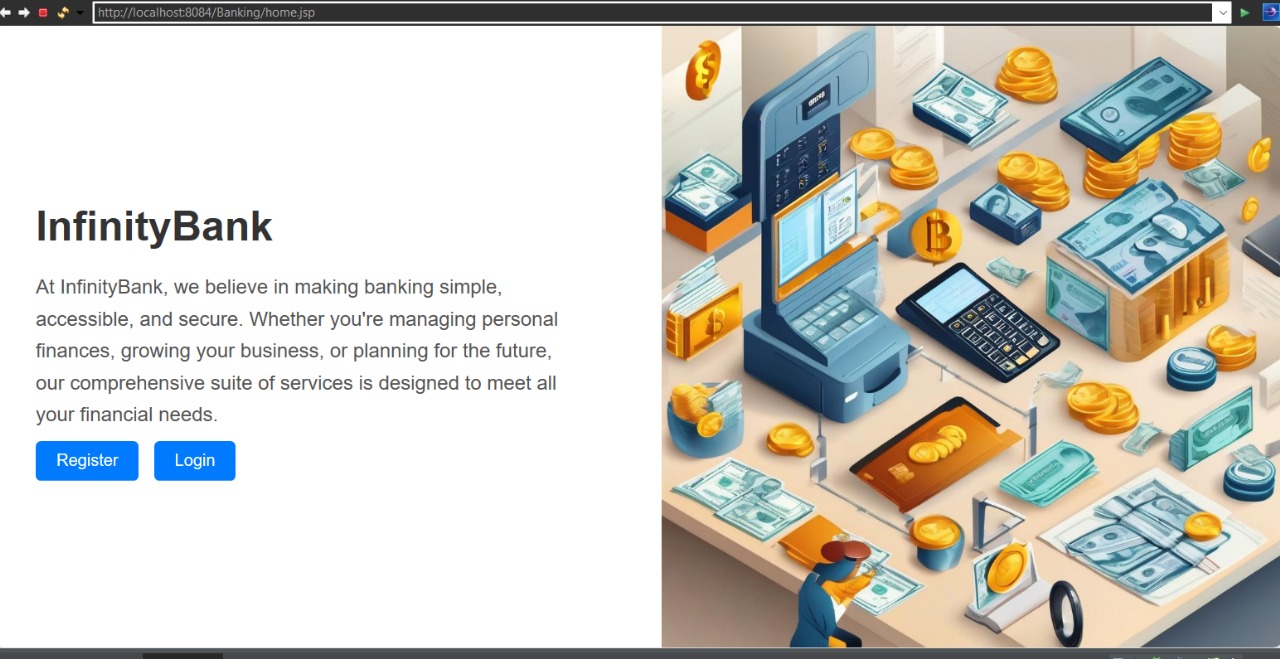 http://localhost:8084/Banking/home.jsp
InfinityBank
At InfinityBank, we believe in making banking simple,
accessible, and secure. Whether you're managing personal
finances, growing your business, or planning for the future,
our comprehensive suite of services is designed to meet all
your financial needs.
Register Login